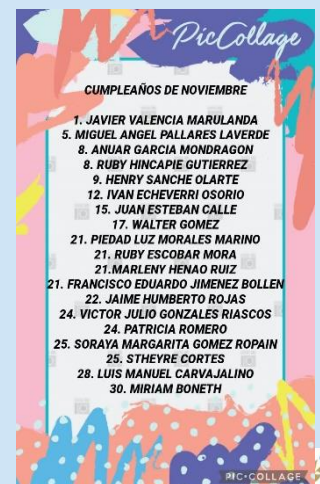 PicCollage
CUMPLEAÑOS DE NOVIEMBRE
1. JAVIER VALENCIA MARULANDA
5. MIGUEL ANGEL PALLARES LAVERDE
8. ANUAR GARCIA MONDRAGON
8. RUBY HINCAPIE GUTIERREZ
9. HENRY SANCHE OLARTE
12. IVAN ECHEVERRI OSORIO
15. JUAN ESTEBAN CALLE
17. WALTER GOMEZ
21. PIEDAD LUZ MORALES MARINO
21. RUBY ESCOBAR MORA
21.MARLENY HENAO RUIZ
21. FRANCISCO EDUARDO JIMENEZ BOLLEN
22. JAIME HUMBERTO ROJAS
24. VICTOR JULIO GONZALES RIASCOS
24. PATRICIA ROMERO
25. SORAYA MARGARITA GOMEZ ROPAIN
25. STHEYRE CORTES
28. LUIS MANUEL CARVAJALINO
30. MIRIAM BONETH
PIC•COLLAGE